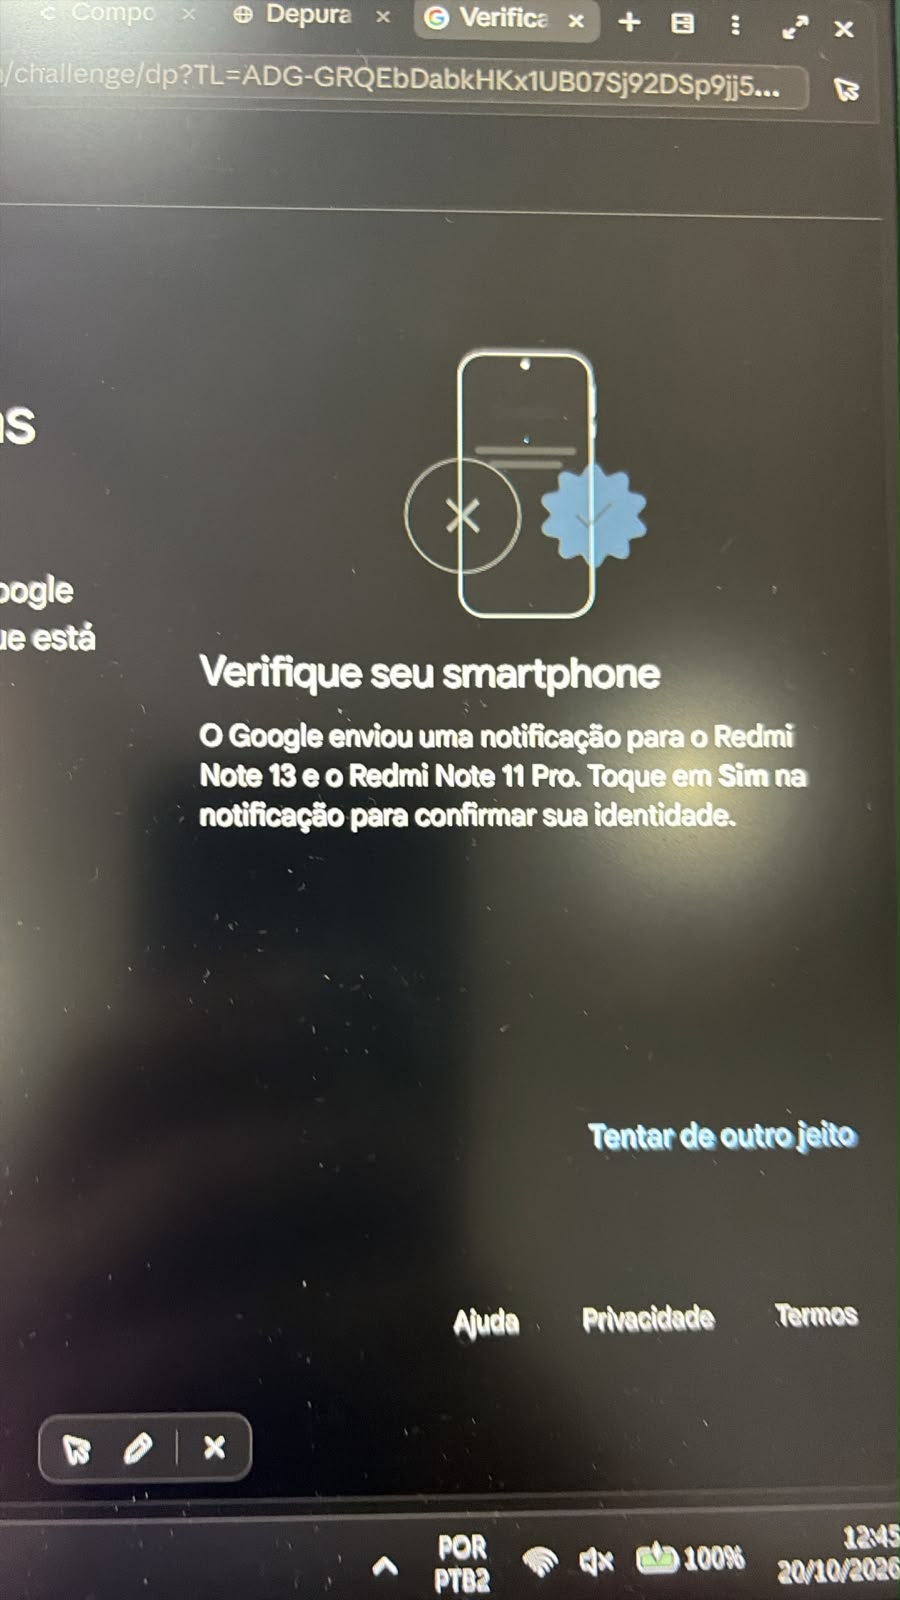 Compo
Depura
Verifica
/challenge/dp?TL=ADG-GRQEbDabkHKx1UB07Sj92DSp9jj5...
as
oogle
ue está
Verifique seu smartphone
O Google enviou uma notificação para o Redmi
Note 13 e o Redmi Note 11 Pro. Toque em Sim na
notificação para confirmar sua identidade.
Tentar de outro jeito
Ajuda
Privacidade
Termos
POR
PTB2
100%
12:45
20/10/2026